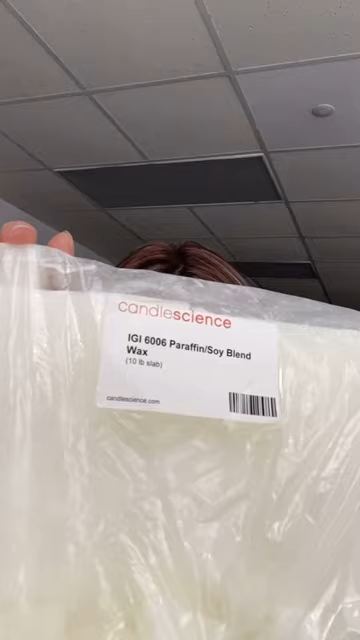 candlescience
IGI 6006 Paraffin/Soy Blend
Wax
(10 lb slab)
candlescience.com